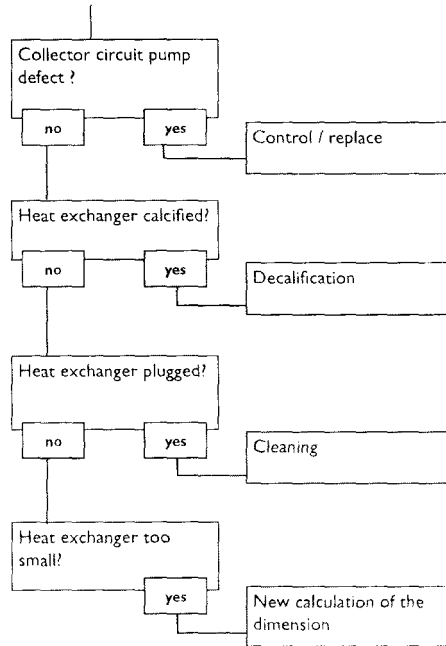 Collector circuit pump
defect ?
no
yes
Control / replace
Heat exchanger calcified?
no
yes
Decalification
Heat exchanger plugged?
no
yes
Cleaning
Heat exchanger too
small?
yes
New calculation of the
dimension